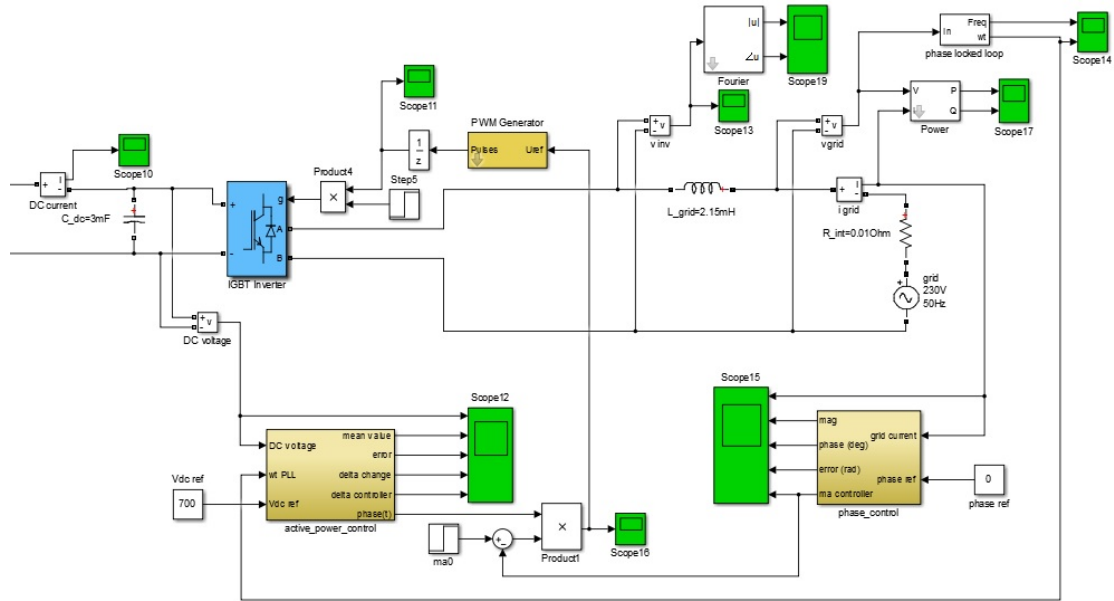 |u|
∠u
Fourier
Scope19
In
Freq
wt
phase locked loop
Scope14
Scope11
+
-
v
v inv
Scope13
+
-
v
v grid
V
I
P
Q
Power
Scope17
Scope10
I
+
-
DC current
C_dc=3mF
PWM Generator
Pulses
Uref
1
z
Product4
×
Step5
+
-
g
A
B
IGBT Inverter
L_grid=2.15mH
+
I
-
i grid
R_int=0.01Ohm
+
grid
230V
50Hz
+
-
v
DC voltage
Scope12
Scope15
DC voltage
wt PLL
Vdc ref
mean value
error
delta change
delta controller
phase(t)
active_power_control
Vdc ref
700
mag
phase (deg)
error (rad)
ma controller
grid current
phase ref
phase_control
0
phase ref
ma0
+
-
×
Product1
Scope16